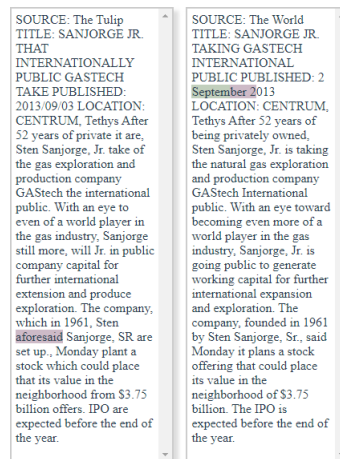 SOURCE: The Tulip
TITLE: SANJORGE JR.
THAT
INTERNATIONALLY
PUBLIC GASTECH
TAKE PUBLISHED:
2013/09/03 LOCATION:
CENTRUM, Tethys After
52 years of private it are,
Sten Sanjorge, Jr. take of
the gas exploration and
production company
GAStech the international
public. With an eye to
even of a world player in
the gas industry, Sanjorge
still more, will Jr. in public
company capital for
further international
extension and produce
exploration. The company,
which in 1961, Sten
aforesaid Sanjorge, SR are
set up., Monday plant a
stock which could place
that its value in the
neighborhood from $3.75
billion offers. IPO are
expected before the end of
the year.
SOURCE: The World
TITLE: SANJORGE JR.
TAKING GASTECH
INTERNATIONAL
PUBLIC PUBLISHED: 2
September 2013
LOCATION: CENTRUM,
Tethys After 52 years of
being privately owned,
Sten Sanjorge, Jr. is taking
the natural gas exploration
and production company
GAStech International
public. With an eye toward
becoming even more of a
world player in the gas
industry, Sanjorge, Jr. is
going public to generate
working capital for further
international expansion
and exploration. The
company, founded in 1961
by Sten Sanjorge, Sr., said
Monday it plans a stock
offering that could place
its value in the
neighborhood of $3.75
billion. The IPO is
expected before the end of
the year.